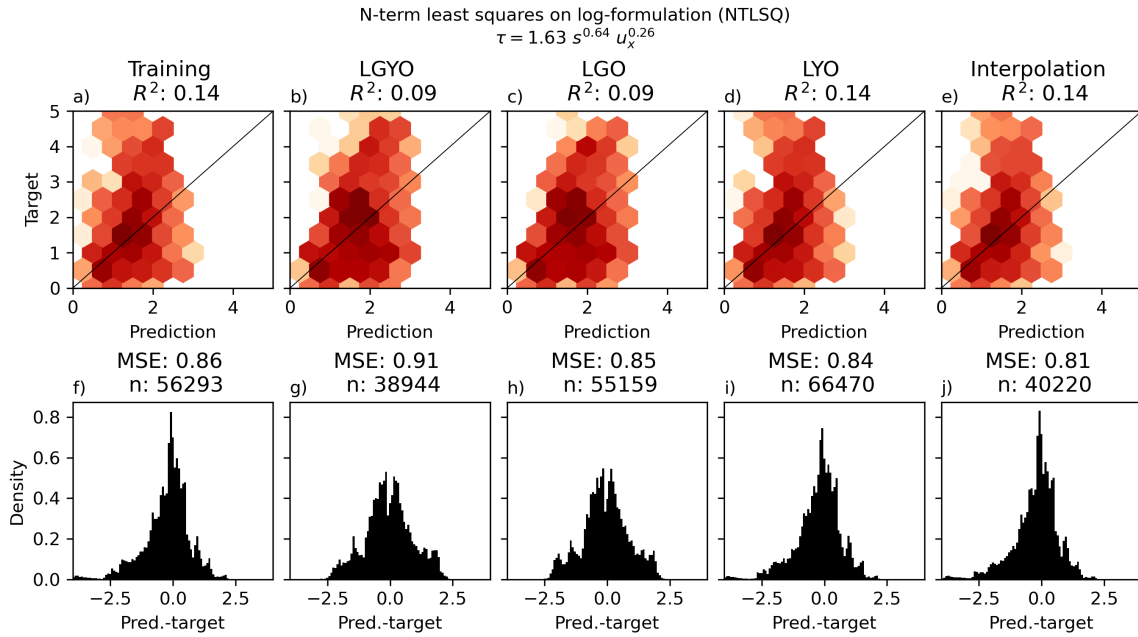 N-term least squares on log-formulation (NTLSQ)
τ = 1.63 s^0.64 u_x^0.26
Training LGYO LGO LYO Interpolation
a) R²: 0.14 b) R²: 0.09 c) R²: 0.09 d) R²: 0.14 e) R²: 0.14
5
4
3
2
1
0
Target
0 2 4 0 2 4 0 2 4 0 2 4 0 2 4
Prediction Prediction Prediction Prediction Prediction
MSE: 0.86 MSE: 0.91 MSE: 0.85 MSE: 0.84 MSE: 0.81
f) n: 56293 g) n: 38944 h) n: 55159 i) n: 66470 j) n: 40220
0.8
0.6
0.4
0.2
0.0
Density
−2.5 0.0 2.5 −2.5 0.0 2.5 −2.5 0.0 2.5 −2.5 0.0 2.5 −2.5 0.0 2.5
Pred.-target Pred.-target Pred.-target Pred.-target Pred.-target